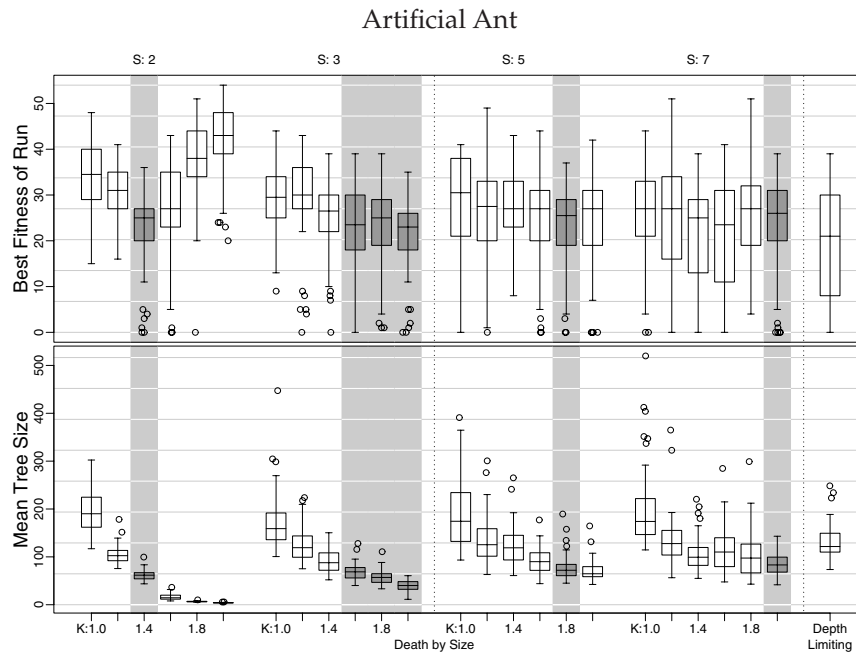 Artificial Ant
S: 2 S: 3 S: 5 S: 7
Best Fitness of Run
50
40
30
20
10
0
Mean Tree Size
500
400
300
200
100
0
K:1.0 1.4 1.8 K:1.0 1.4 1.8 K:1.0 1.4 1.8 K:1.0 1.4 1.8 Depth
Death by Size Limiting